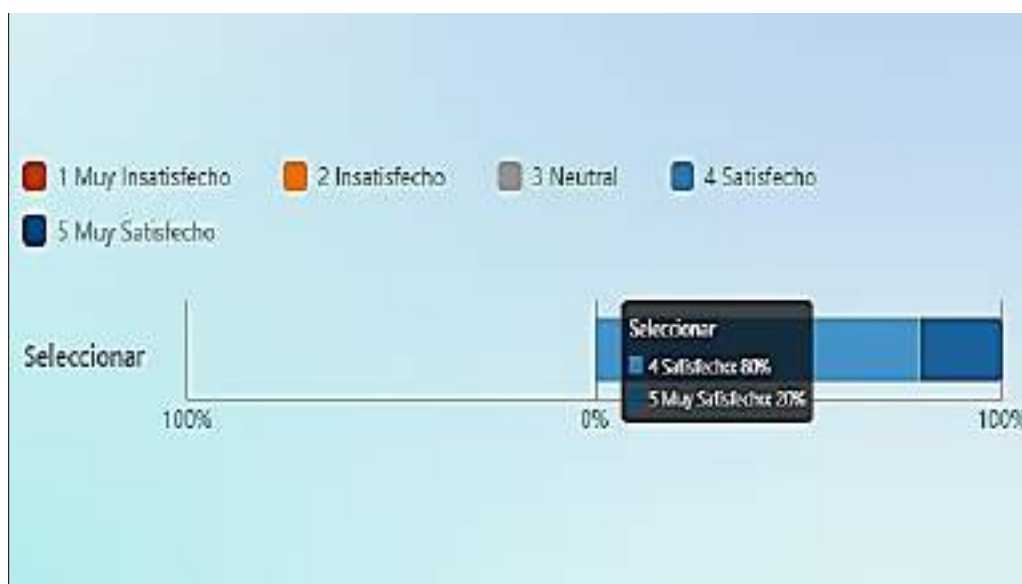 1 Muy Insatisfecho 2 Insatisfecho 3 Neutral 4 Satisfecho
5 Muy Satisfecho
Seleccionar
Seleccionar
4 Satisfecho: 80%
5 Muy Satisfecho: 20%
100% 0% 100%